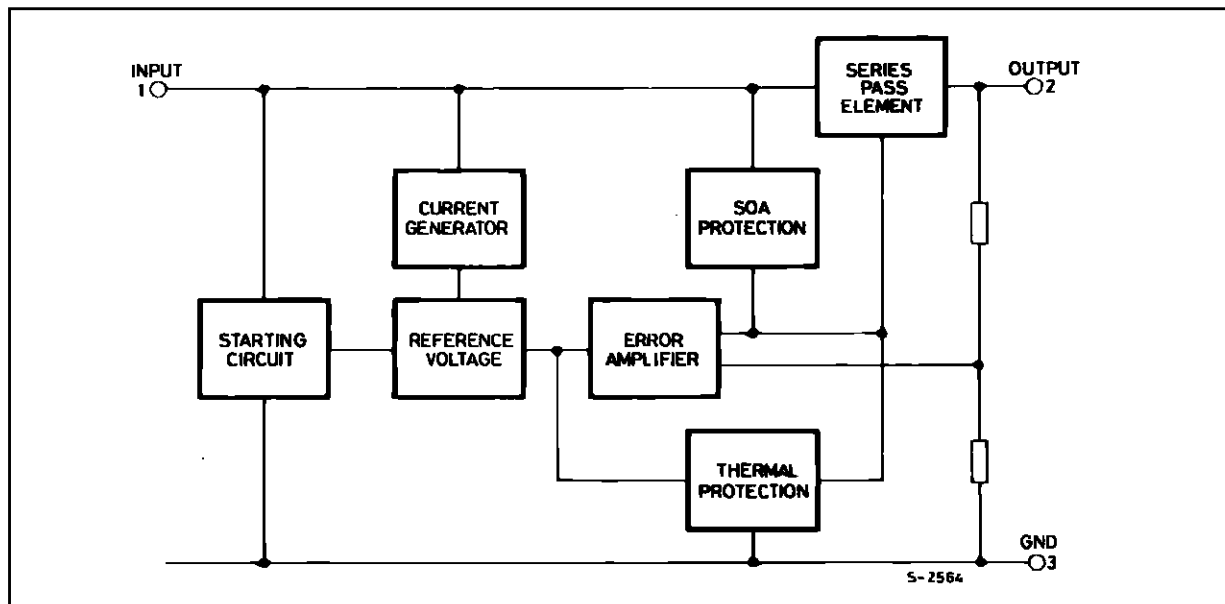 INPUT
1
SERIES
PASS
ELEMENT
OUTPUT
2
CURRENT
GENERATOR
SOA
PROTECTION
STARTING
CIRCUIT
REFERENCE
VOLTAGE
ERROR
AMPLIFIER
THERMAL
PROTECTION
GND
3
S-2564